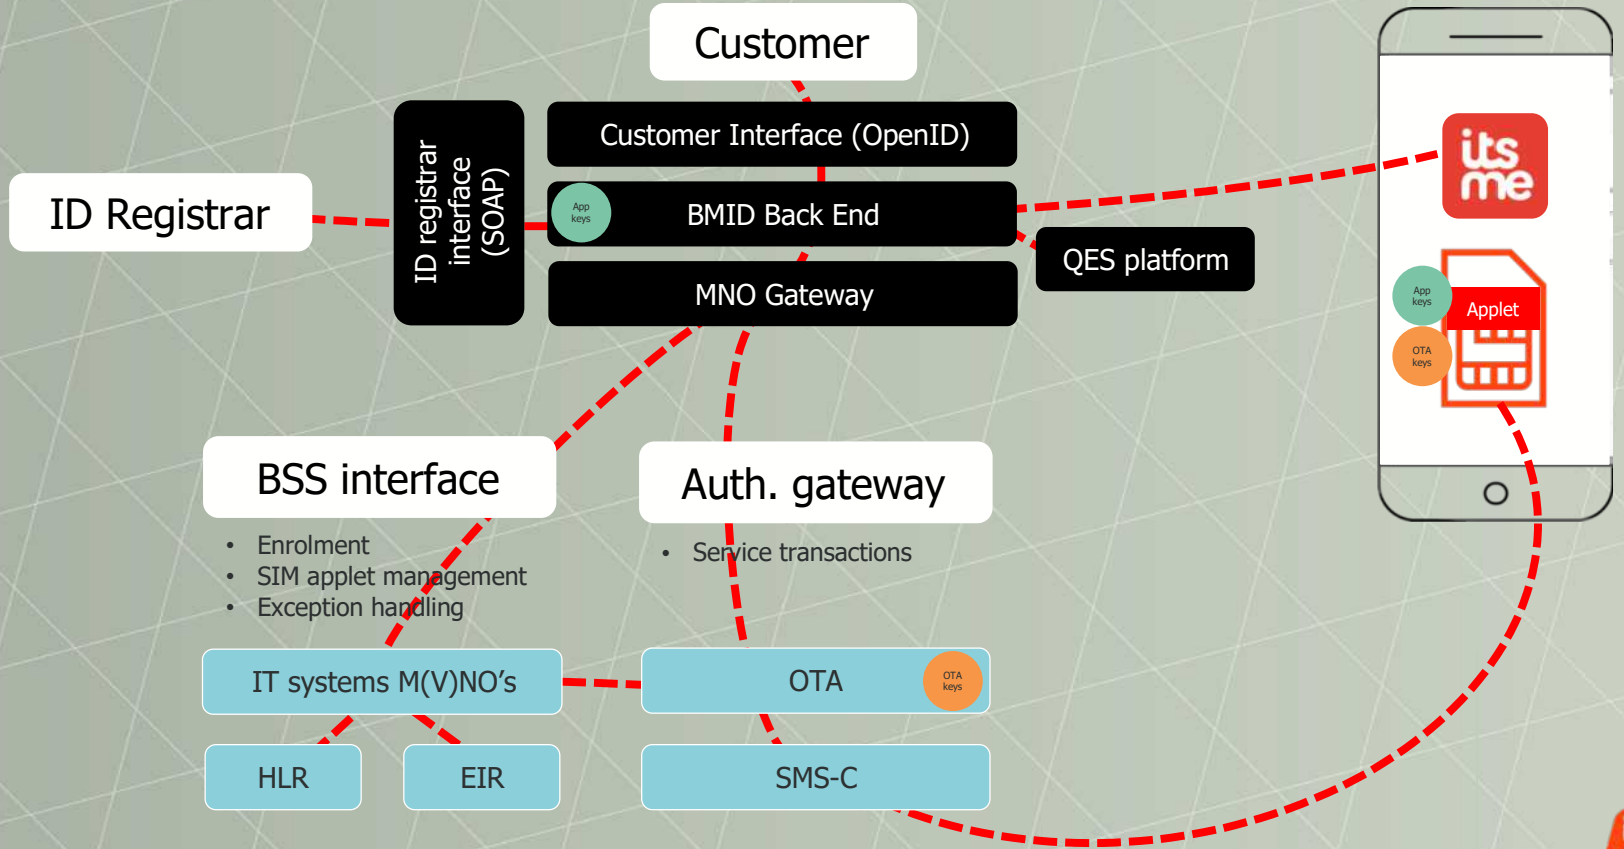 Customer
Customer Interface (OpenID)
ID registrar
interface
(SOAP)
ID Registrar
App
keys
BMID Back End
QES platform
MNO Gateway
its
me
App
keys
Applet
OTA
keys
BSS interface
• Enrolment
• SIM applet management
• Exception handling
Auth. gateway
• Service transactions
IT systems M(V)NO’s
OTA
OTA
keys
HLR
EIR
SMS-C